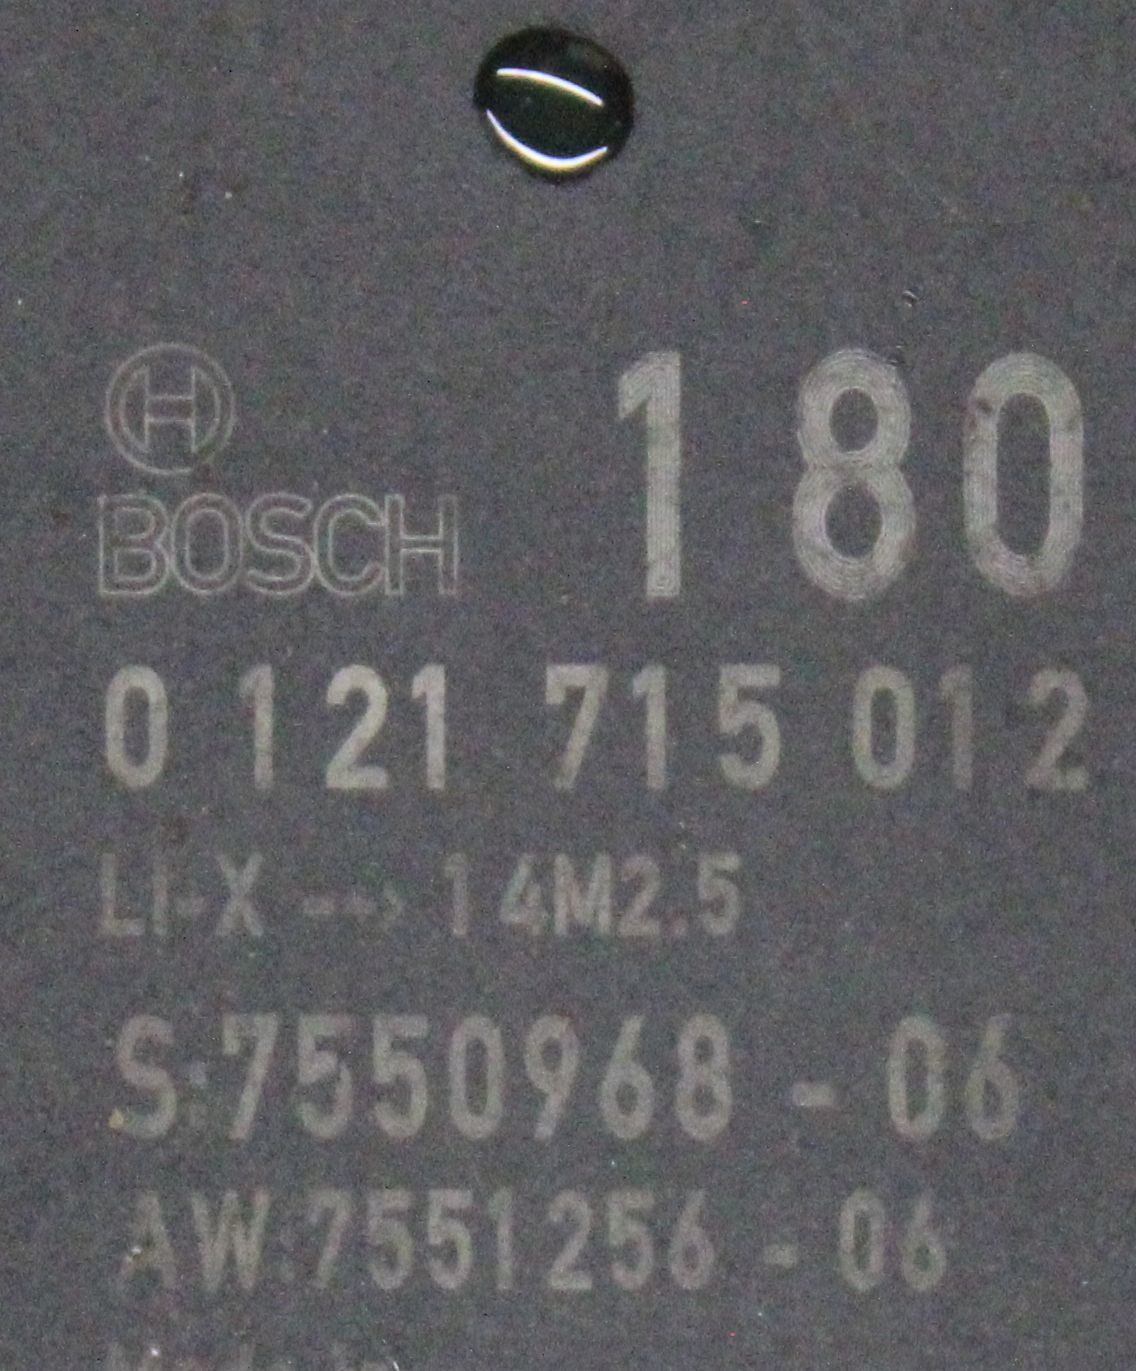 BOSCH 180
0 121 715 012
LI-X --> 14M2.5
S:7550968 - 06
AW:7551256 - 06